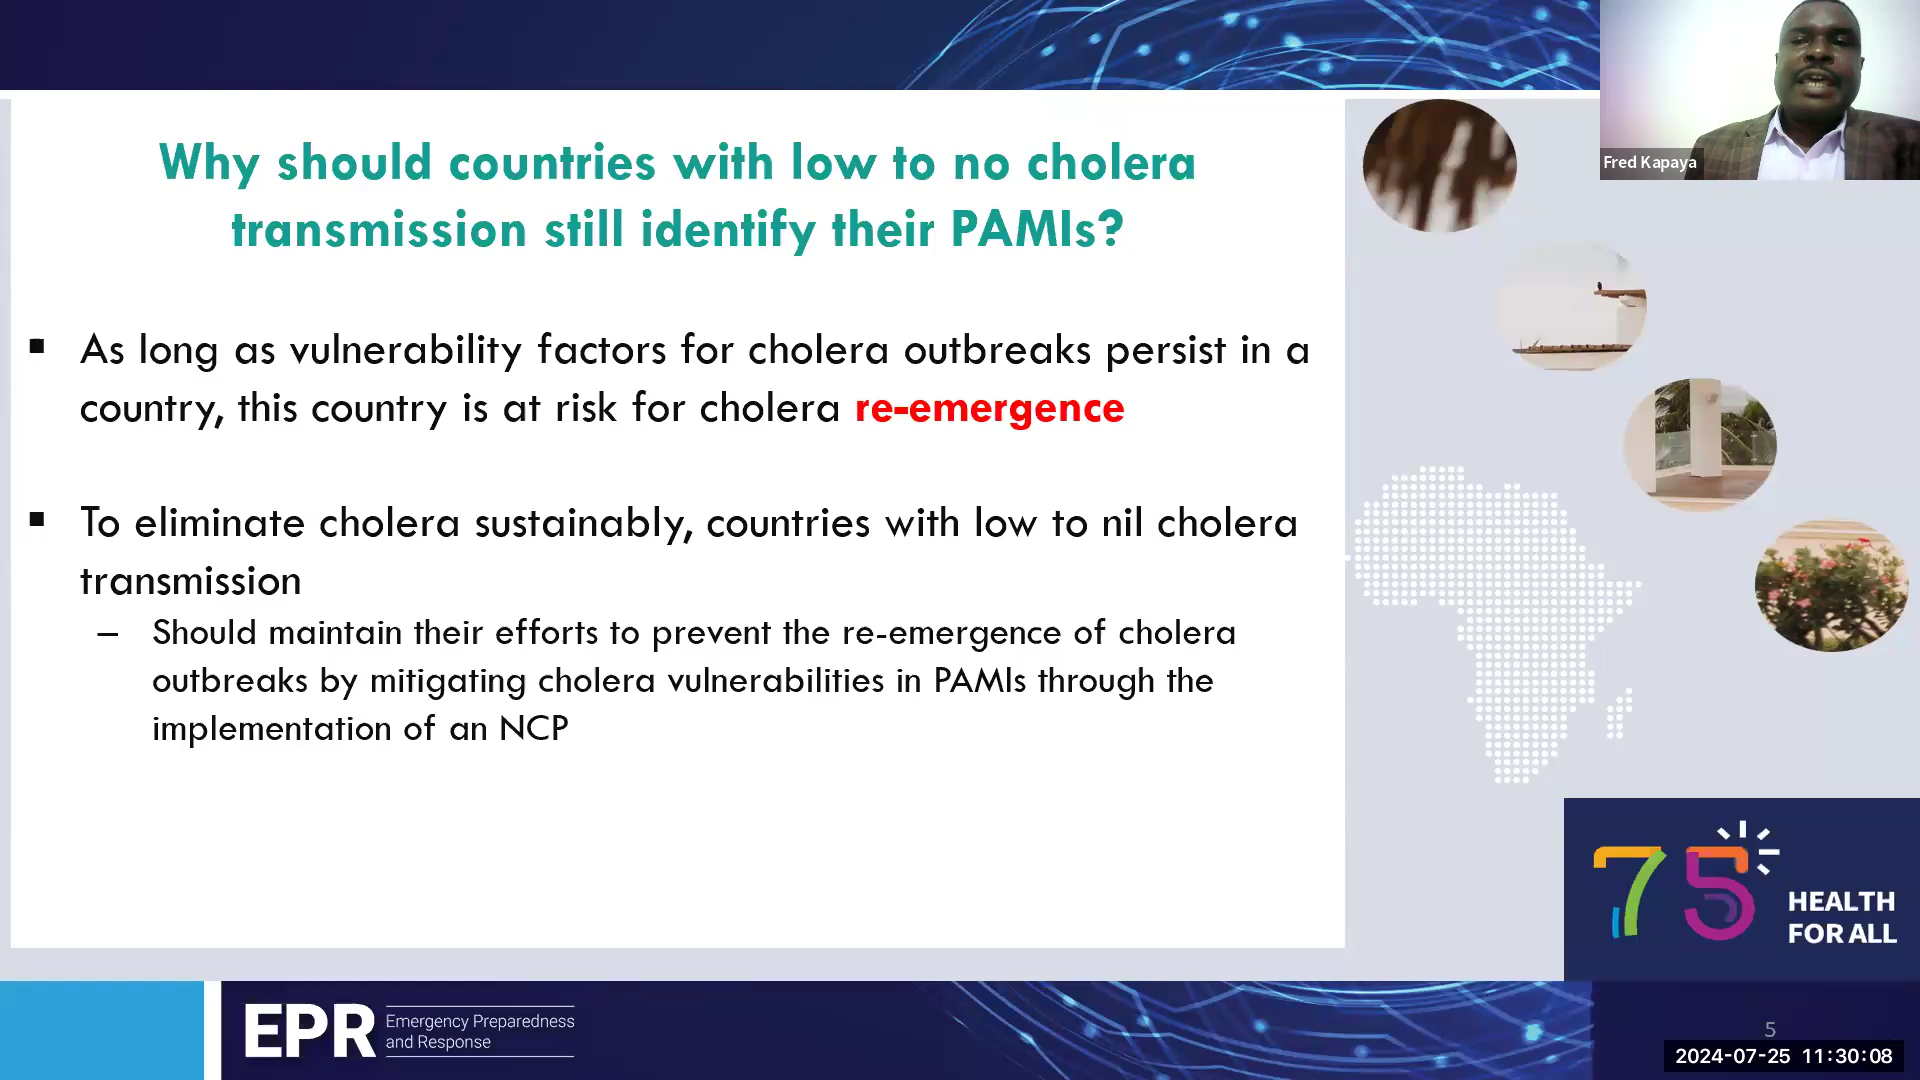 Why should countries with low to no cholera
transmission still identify their PAMIs?
▪ As long as vulnerability factors for cholera outbreaks persist in a
country, this country is at risk for cholera re-emergence
▪ To eliminate cholera sustainably, countries with low to nil cholera
transmission
– Should maintain their efforts to prevent the re-emergence of cholera
outbreaks by mitigating cholera vulnerabilities in PAMIs through the
implementation of an NCP
Fred Kapaya
75
HEALTH
FOR ALL
EPR Emergency Preparedness
and Response
5
2024-07-25 11:30:08